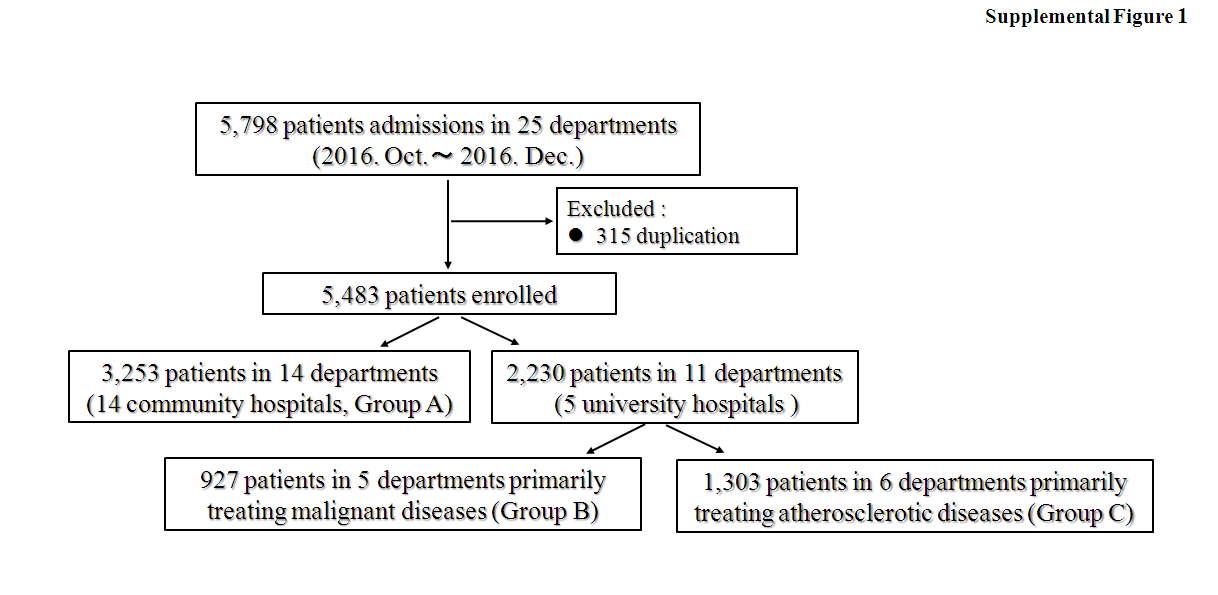 Supplemental Figure 1
5,798 patients admissions in 25 departments
(2016. Oct.～ 2016. Dec.)
Excluded :
● 315 duplication
5,483 patients enrolled
3,253 patients in 14 departments
(14 community hospitals, Group A)
2,230 patients in 11 departments
(5 university hospitals )
927 patients in 5 departments primarily
treating malignant diseases (Group B)
1,303 patients in 6 departments primarily
treating atherosclerotic diseases (Group C)